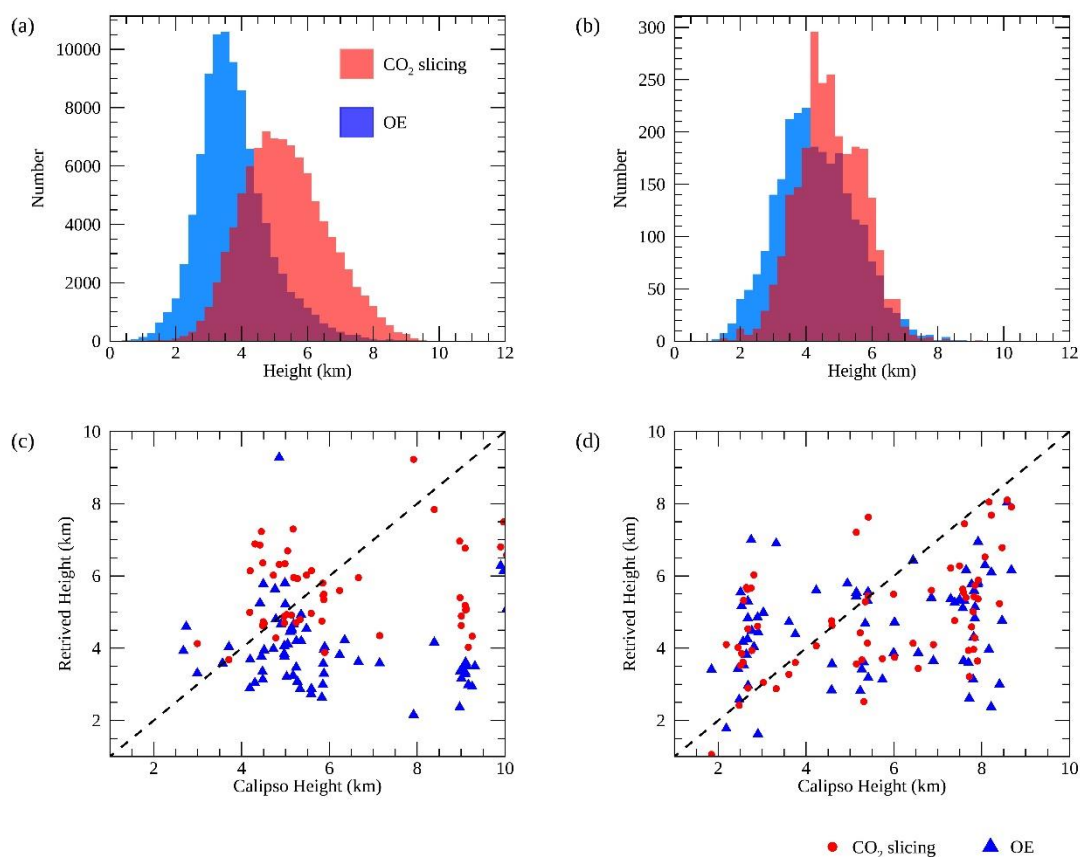 (a)
10000
8000
6000
4000
2000
0
Number
CO₂ slicing
OE
0 2 4 6 8 10 12
Height (km)
(b)
300
250
200
150
100
50
0
Number
0 2 4 6 8 10 12
Height (km)
(c)
10
8
6
4
2
Retrived Height (km)
2 4 6 8 10
Calipso Height (km)
(d)
10
8
6
4
2
Retrived Height (km)
2 4 6 8 10
Calipso Height (km)
CO₂ slicing OE